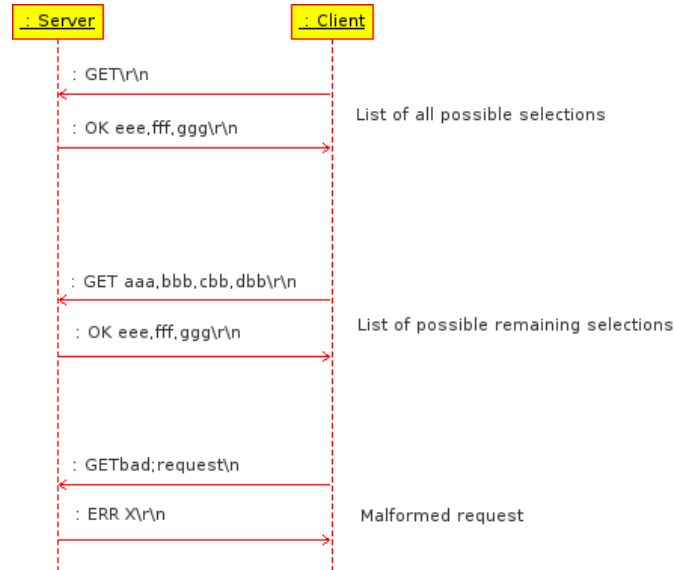 : Server
: Client
: GET\r\n
List of all possible selections
: OK eee,fff,ggg\r\n
: GET aaa,bbb,cbb,dbb\r\n
List of possible remaining selections
: OK eee,fff,ggg\r\n
: GETbad;request\n
: ERR X\r\n
Malformed request